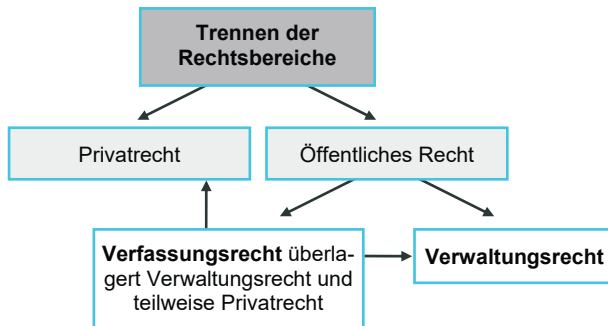 Trennen der
Rechtsbereiche
Privatrecht
Öffentliches Recht
Verfassungsrecht überla-
gert Verwaltungsrecht und
teilweise Privatrecht
Verwaltungsrecht